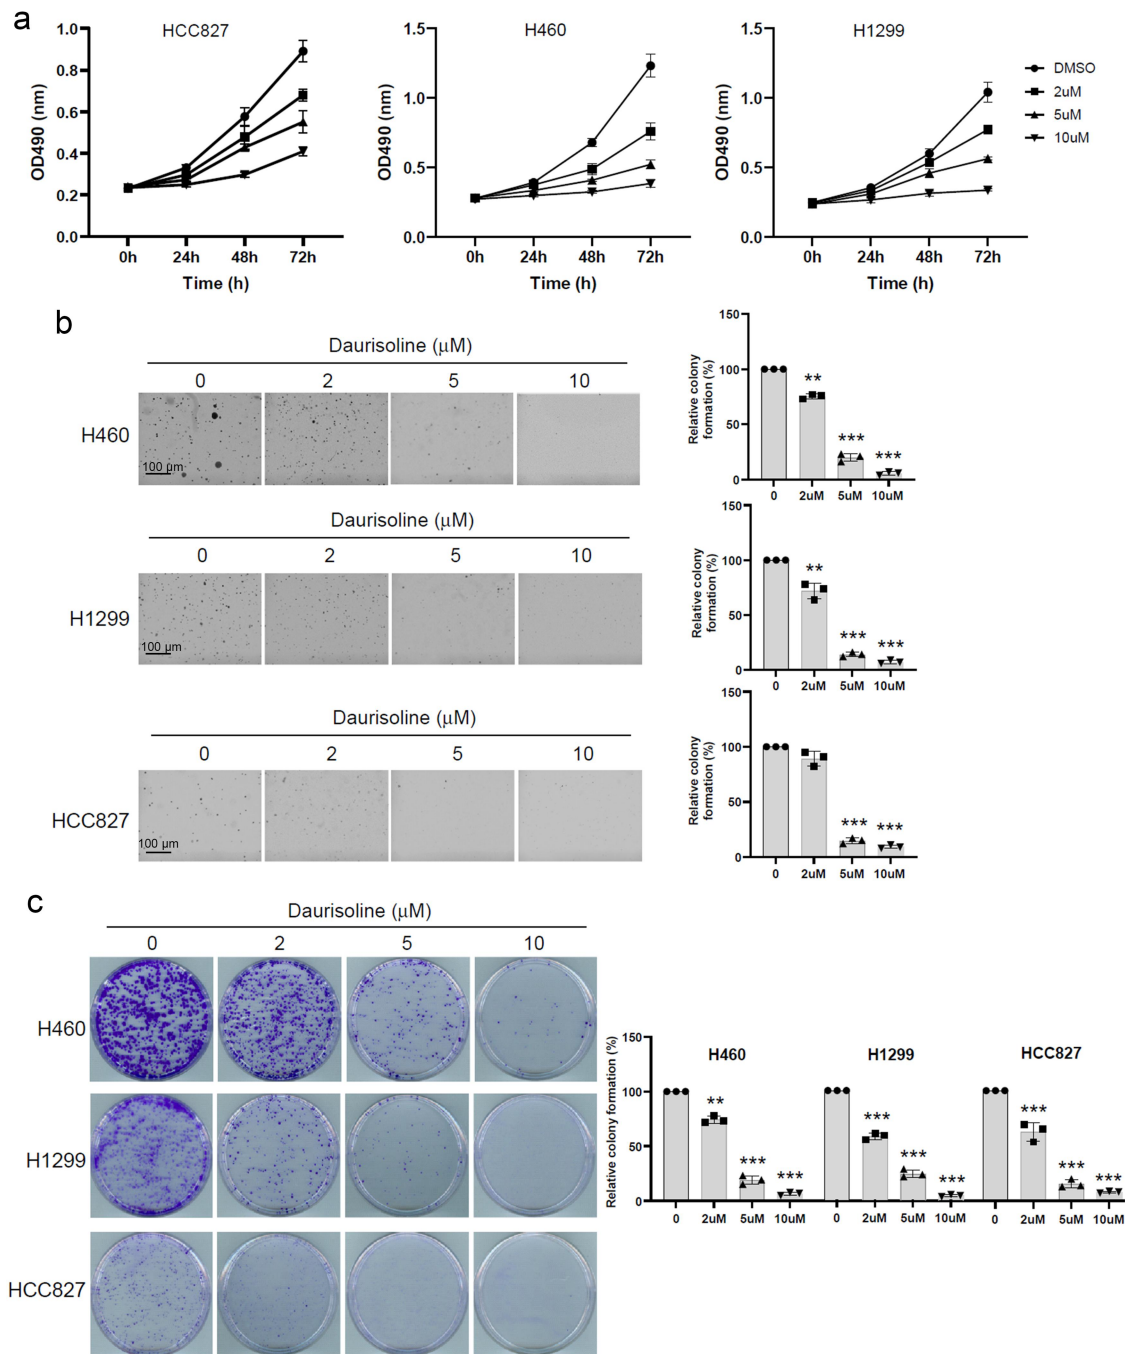 a
HCC827
H460
H1299
OD490 (nm)
1.0
0.8
0.6
0.4
0.2
0.0
0h 24h 48h 72h
Time (h)
OD490 (nm)
1.5
1.0
0.5
0.0
0h 24h 48h 72h
Time (h)
OD490 (nm)
1.5
1.0
0.5
0.0
0h 24h 48h 72h
Time (h)
DMSO
2uM
5uM
10uM
b
Daurisoline (μM)
0 2 5 10
H460
100 μm
Relative colony
formation (%)
150
100
50
0
** *** ***
0 2uM 5uM 10uM
Daurisoline (μM)
0 2 5 10
H1299
100 μm
Relative colony
formation (%)
150
100
50
0
** *** ***
0 2uM 5uM 10uM
Daurisoline (μM)
0 2 5 10
HCC827
100 μm
Relative colony
formation (%)
150
100
50
0
*** ***
0 2uM 5uM 10uM
c
Daurisoline (μM)
0 2 5 10
H460
H1299
HCC827
Relative colony formation (%)
150
100
50
0
H460 H1299 HCC827
** *** *** *** *** *** *** *** ***
0 2uM 5uM 10uM 0 2uM 5uM 10uM 0 2uM 5uM 10uM